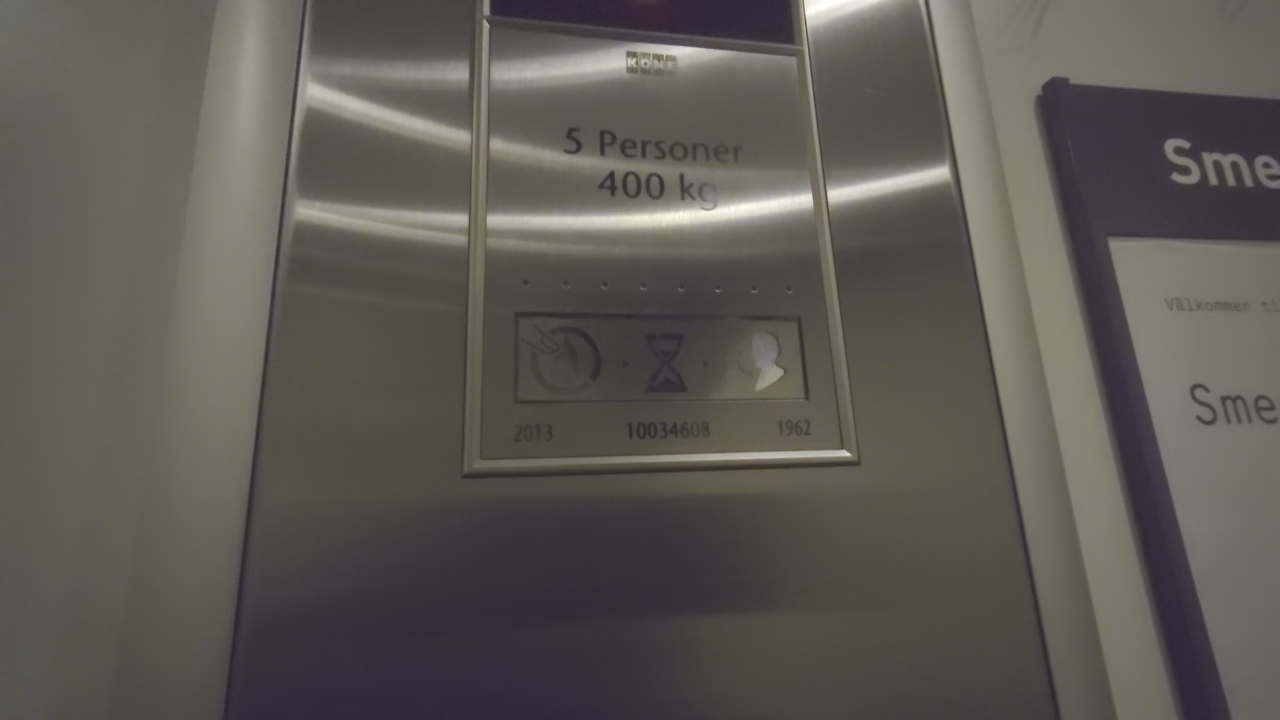 KONE
5 Personer
400 kg
2013 10034608 1962
Sme
Välkommen ti
Sme